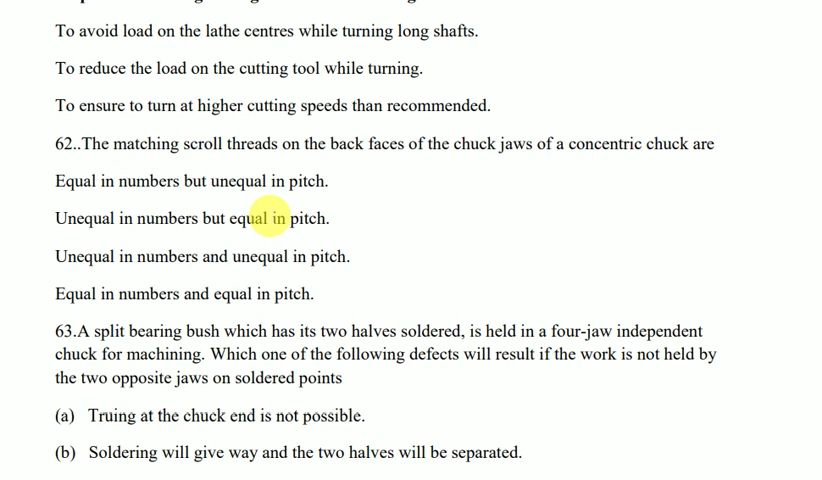 To avoid load on the lathe centres while turning long shafts.
To reduce the load on the cutting tool while turning.
To ensure to turn at higher cutting speeds than recommended.
62..The matching scroll threads on the back faces of the chuck jaws of a concentric chuck are
Equal in numbers but unequal in pitch.
Unequal in numbers but equal in pitch.
Unequal in numbers and unequal in pitch.
Equal in numbers and equal in pitch.
63.A split bearing bush which has its two halves soldered, is held in a four-jaw independent
chuck for machining. Which one of the following defects will result if the work is not held by
the two opposite jaws on soldered points
(a) Truing at the chuck end is not possible.
(b) Soldering will give way and the two halves will be separated.